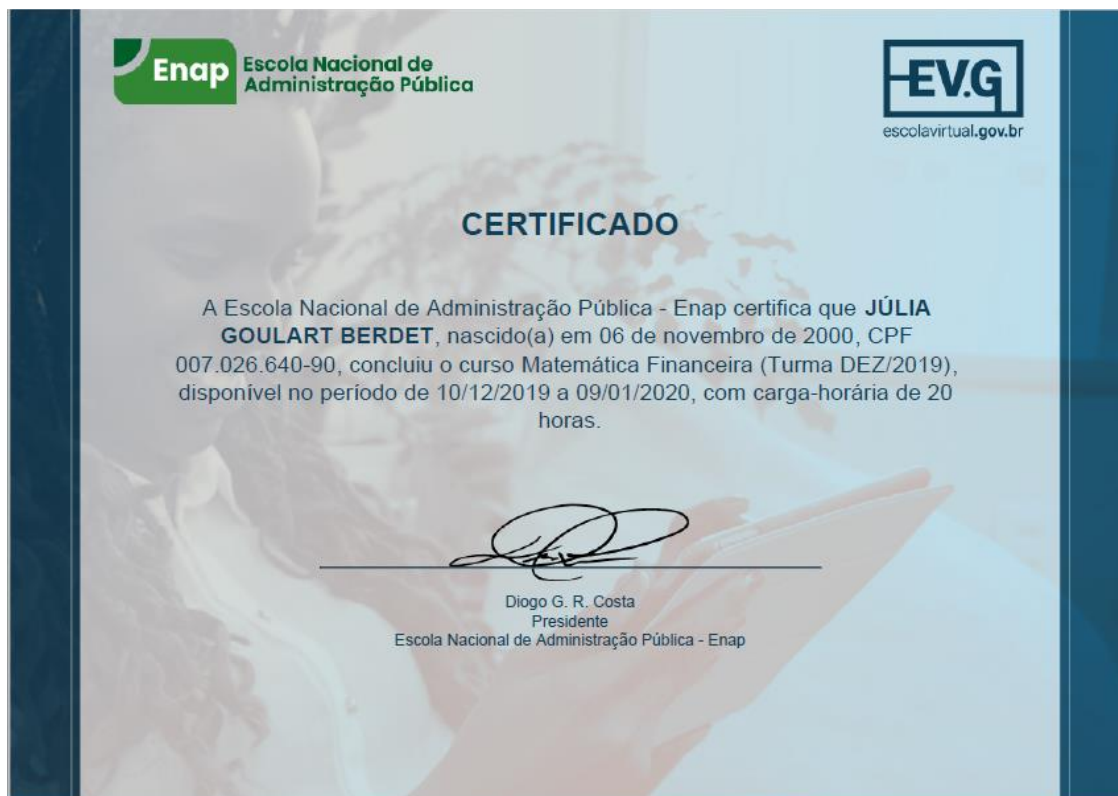 Enap
Escola Nacional de
Administração Pública
EV.G
escolavirtual.gov.br
CERTIFICADO
A Escola Nacional de Administração Pública - Enap certifica que JÚLIA
GOULART BERDET, nascido(a) em 06 de novembro de 2000, CPF
007.026.640-90, concluiu o curso Matemática Financeira (Turma DEZ/2019),
disponível no período de 10/12/2019 a 09/01/2020, com carga-horária de 20
horas.
Diogo G. R. Costa
Presidente
Escola Nacional de Administração Pública - Enap